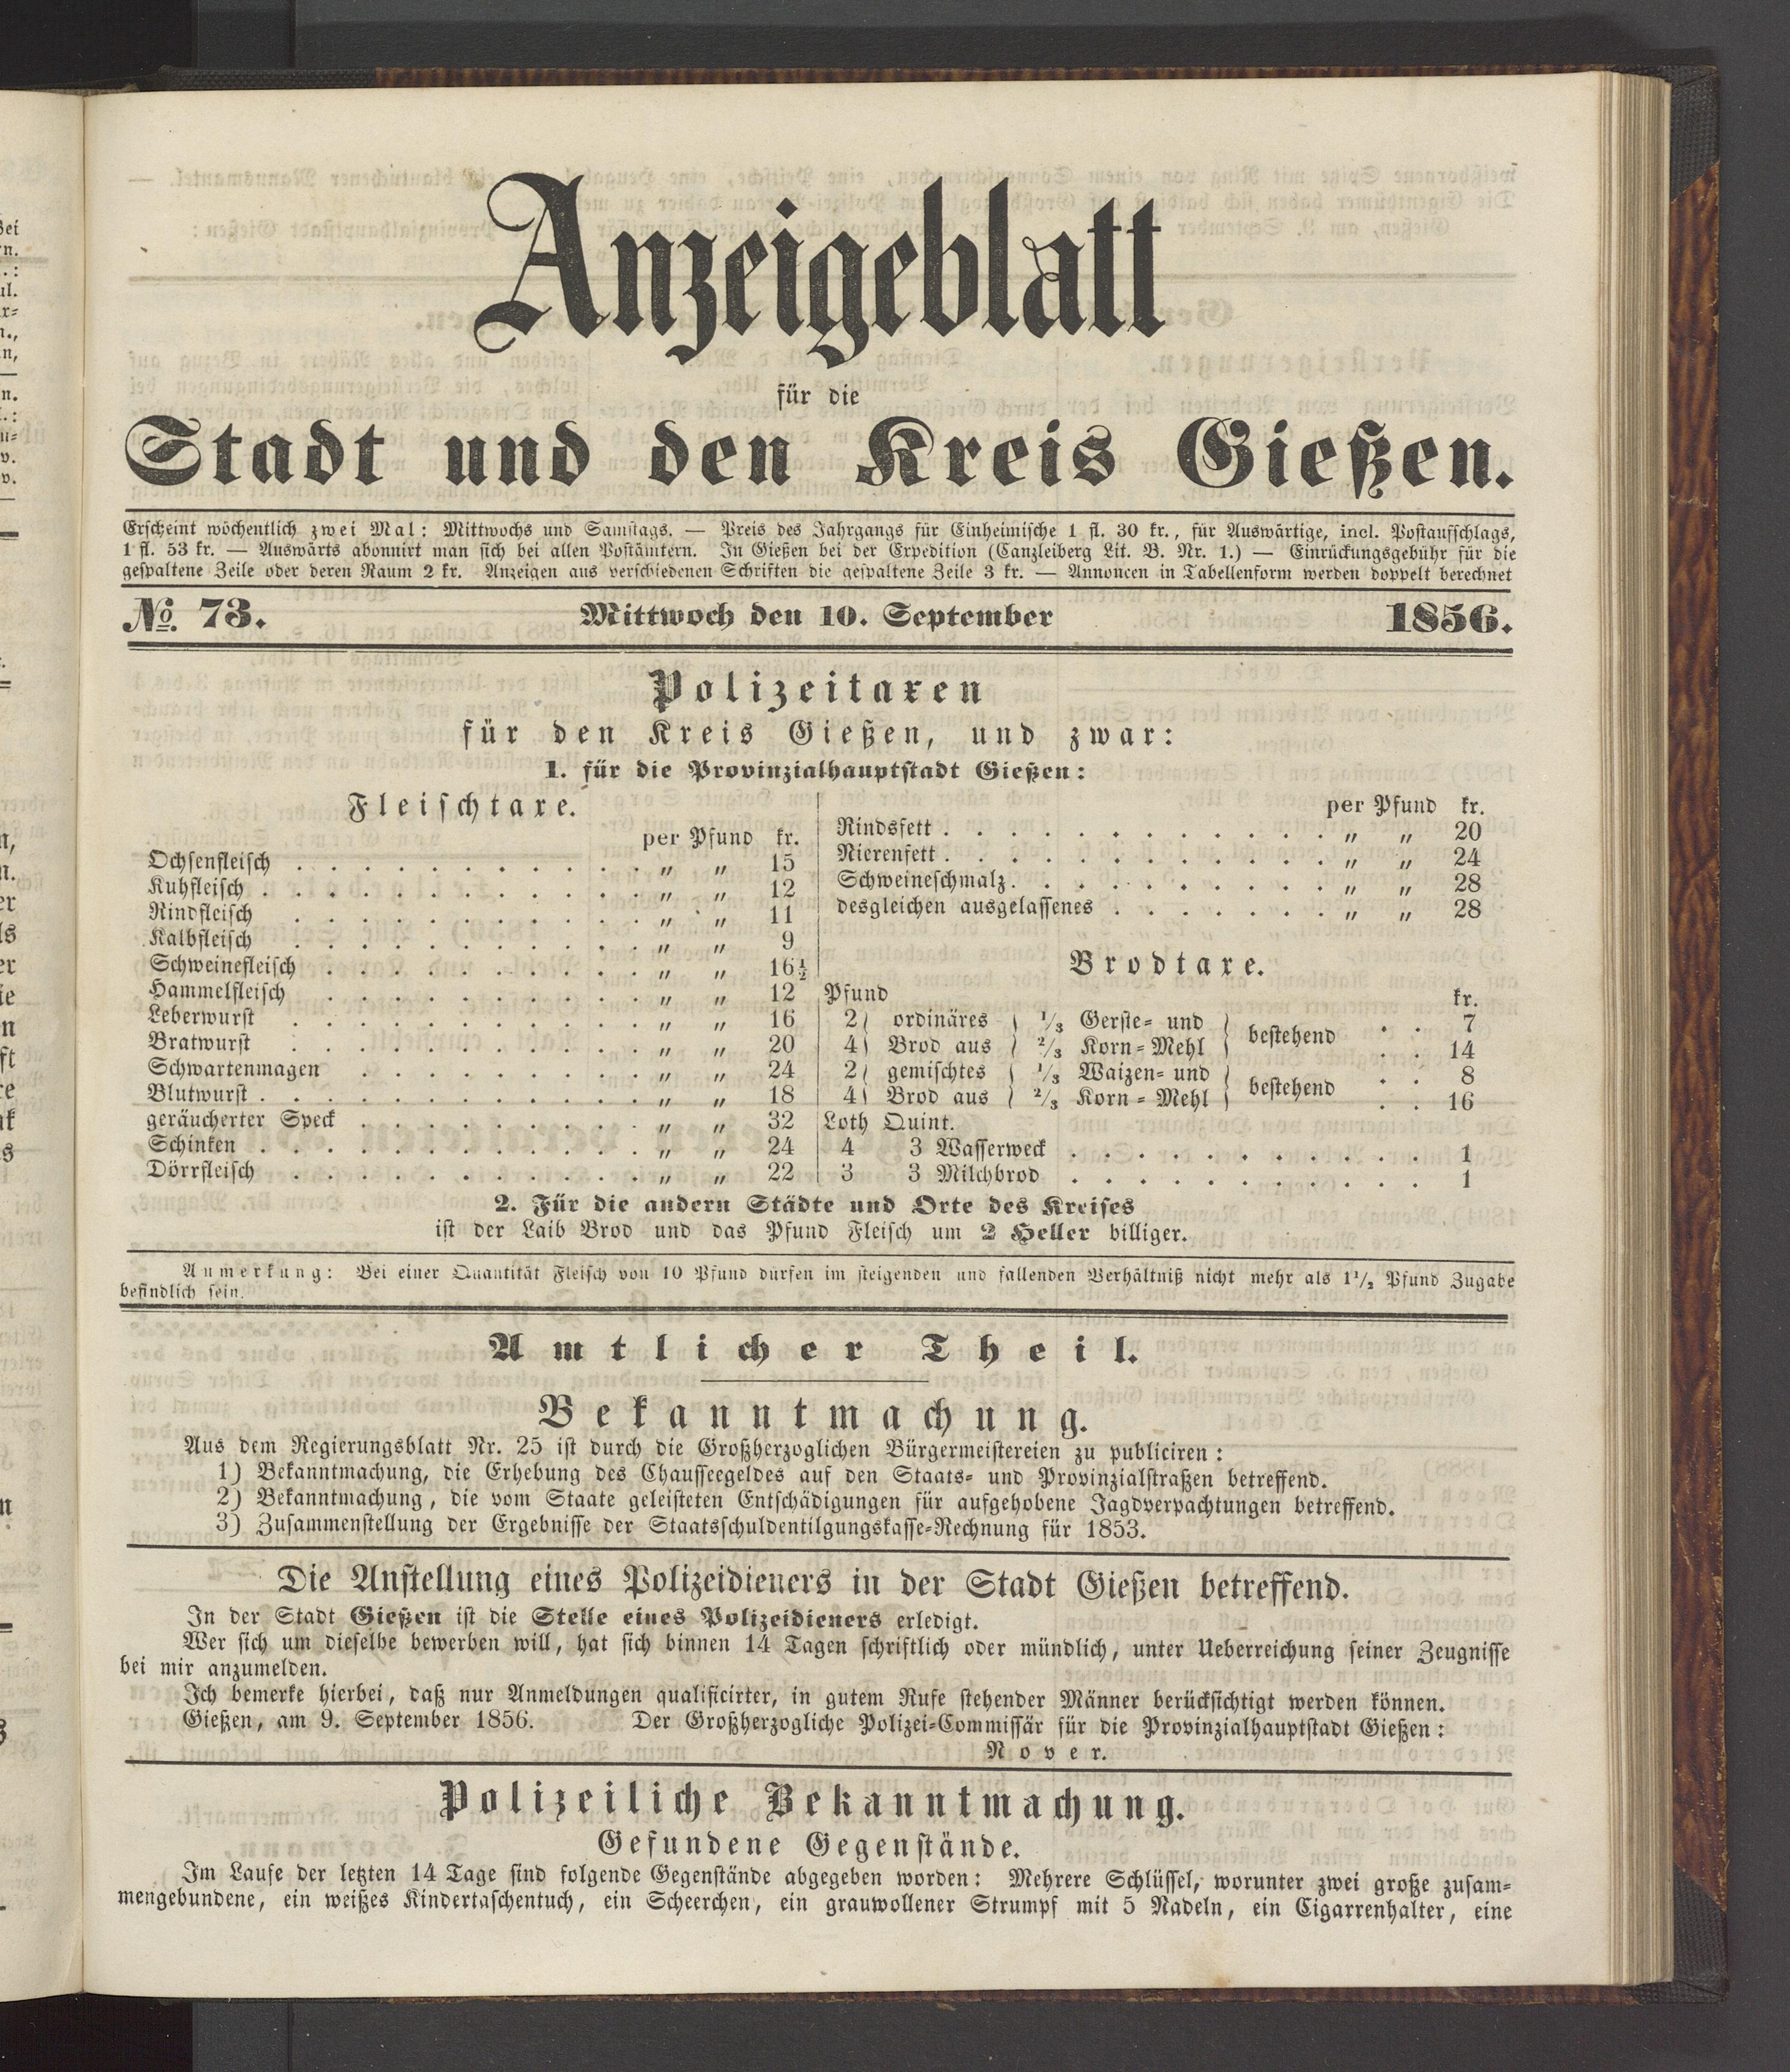 Anzeigeblatt
für die
Stadt und den Kreis Gießen.
Erscheint wöchentlich zwei Mal: Mittwochs und Samstags. — Preis des Jahrgangs für Einheimische 1 fl. 30 kr., für Auswärtige, incl. Postaufschlags,
1 fl. 53 kr. — Auswärts abonnirt man sich bei allen Postämtern. In Gießen bei der Expedition (Canzleiberg Lit. B. Nr. 1.) — Einrückungsgebühr für die
gespaltene Zeile oder deren Raum 2 kr. Anzeigen aus verschiedenen Schriften die gespaltene Zeile 3 kr. — Annoncen in Tabellenform werden doppelt berechnet
No. 73. Mittwoch den 10. September 1856.
Polizeitaxen
für den Kreis Gießen, und zwar:
1. für die Provinzialhauptstadt Gießen:
Fleischtaxe.
per Pfund kr.
Ochsenfleisch . . . . . . . . . . . „ „ 15
Kuhfleisch . . . . . . . . . . . . „ „ 12
Rindfleisch . . . . . . . . . . . „ „ 11
Kalbfleisch . . . . . . . . . . . „ „ 9
Schweinefleisch . . . . . . . . . . „ „ 16½
Hammelfleisch . . . . . . . . . . „ „ 12
Leberwurst . . . . . . . . . . . „ „ 16
Bratwurst . . . . . . . . . . . „ „ 20
Schwartenmagen . . . . . . . . . „ „ 24
Blutwurst . . . . . . . . . . . . „ „ 18
geräucherter Speck . . . . . . . . . „ „ 32
Schinken . . . . . . . . . . . . „ „ 24
Dörrfleisch . . . . . . . . . . . „ „ 22
per Pfund kr.
Rindsfett . . . . . . . . . . . . . „ „ 20
Nierenfett . . . . . . . . . . . . . „ „ 24
Schweineschmalz . . . . . . . . . . „ „ 28
desgleichen ausgelassenes . . . . . . . „ „ 28
Brodtaxe.
Pfund kr.
2 ordinäres ⅓ Gerste- und bestehend . . 7
4 Brod aus ⅔ Korn-Mehl . . 14
2 gemischtes ⅓ Waizen- und bestehend . . 8
4 Brod aus ⅔ Korn-Mehl . . 16
Loth Quint.
4 3 Wasserweck . . . . . . . . . . . 1
3 3 Milchbrod . . . . . . . . . . . 1
2. Für die andern Städte und Orte des Kreises
ist der Laib Brod und das Pfund Fleisch um 2 Heller billiger.
Anmerkung: Bei einer Quantität Fleisch von 10 Pfund dürfen im steigenden und fallenden Verhältniß nicht mehr als 1½ Pfund Zugabe
befindlich sein.
Amtlicher Theil.
Bekanntmachung.
Aus dem Regierungsblatt Nr. 25 ist durch die Großherzoglichen Bürgermeistereien zu publiciren:
1) Bekanntmachung, die Erhebung des Chausseegeldes auf den Staats- und Provinzialstraßen betreffend.
2) Bekanntmachung, die vom Staate geleisteten Entschädigungen für aufgehobene Jagdverpachtungen betreffend.
3) Zusammenstellung der Ergebnisse der Staatsschuldentilgungskasse-Rechnung für 1853.
Die Anstellung eines Polizeidieners in der Stadt Gießen betreffend.
In der Stadt Gießen ist die Stelle eines Polizeidieners erledigt.
Wer sich um dieselbe bewerben will, hat sich binnen 14 Tagen schriftlich oder mündlich, unter Ueberreichung seiner Zeugnisse
bei mir anzumelden.
Ich bemerke hierbei, daß nur Anmeldungen qualificirter, in gutem Rufe stehender Männer berücksichtigt werden können.
Gießen, am 9. September 1856. Der Großherzogliche Polizei-Commissär für die Provinzialhauptstadt Gießen:
Nover.
Polizeiliche Bekanntmachung.
Gefundene Gegenstände.
Im Laufe der letzten 14 Tage sind folgende Gegenstände abgegeben worden: Mehrere Schlüssel, worunter zwei große zusam-
mengebundene, ein weißes Kindertaschentuch, ein Scheerchen, ein grauwollener Strumpf mit 5 Nadeln, ein Cigarrenhalter, eine